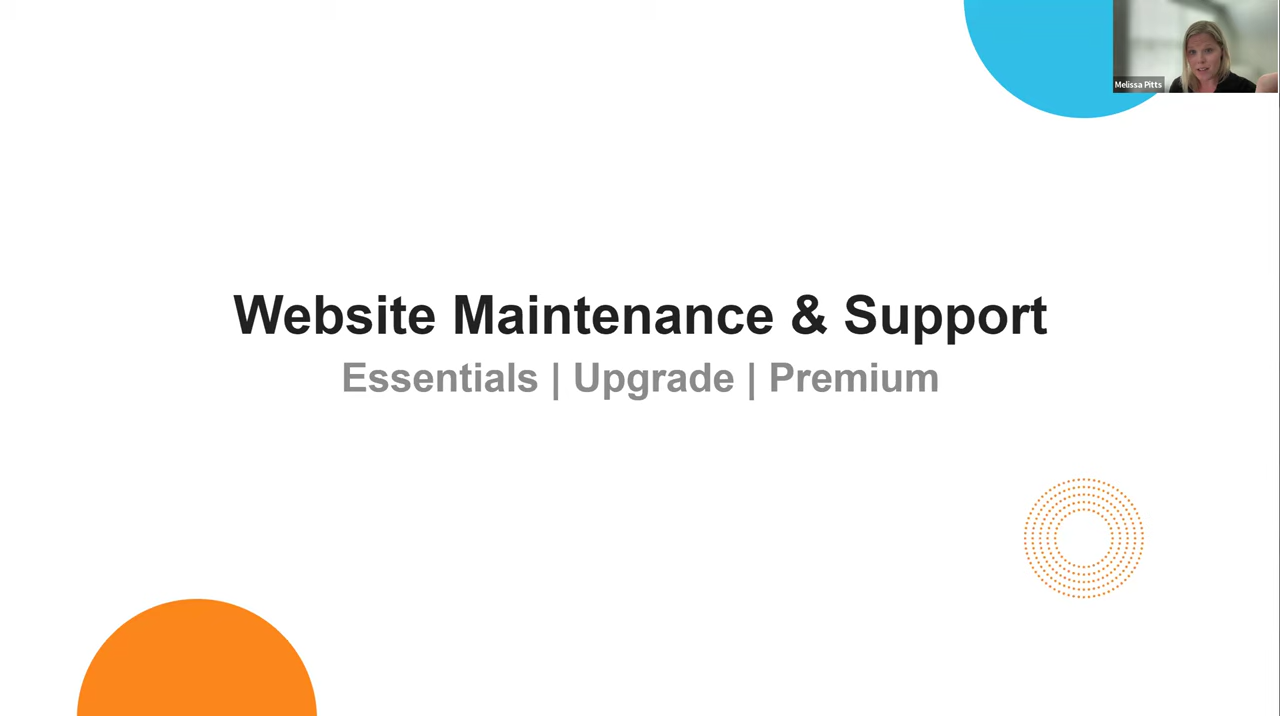 Melissa Pitts
Website Maintenance & Support
Essentials | Upgrade | Premium